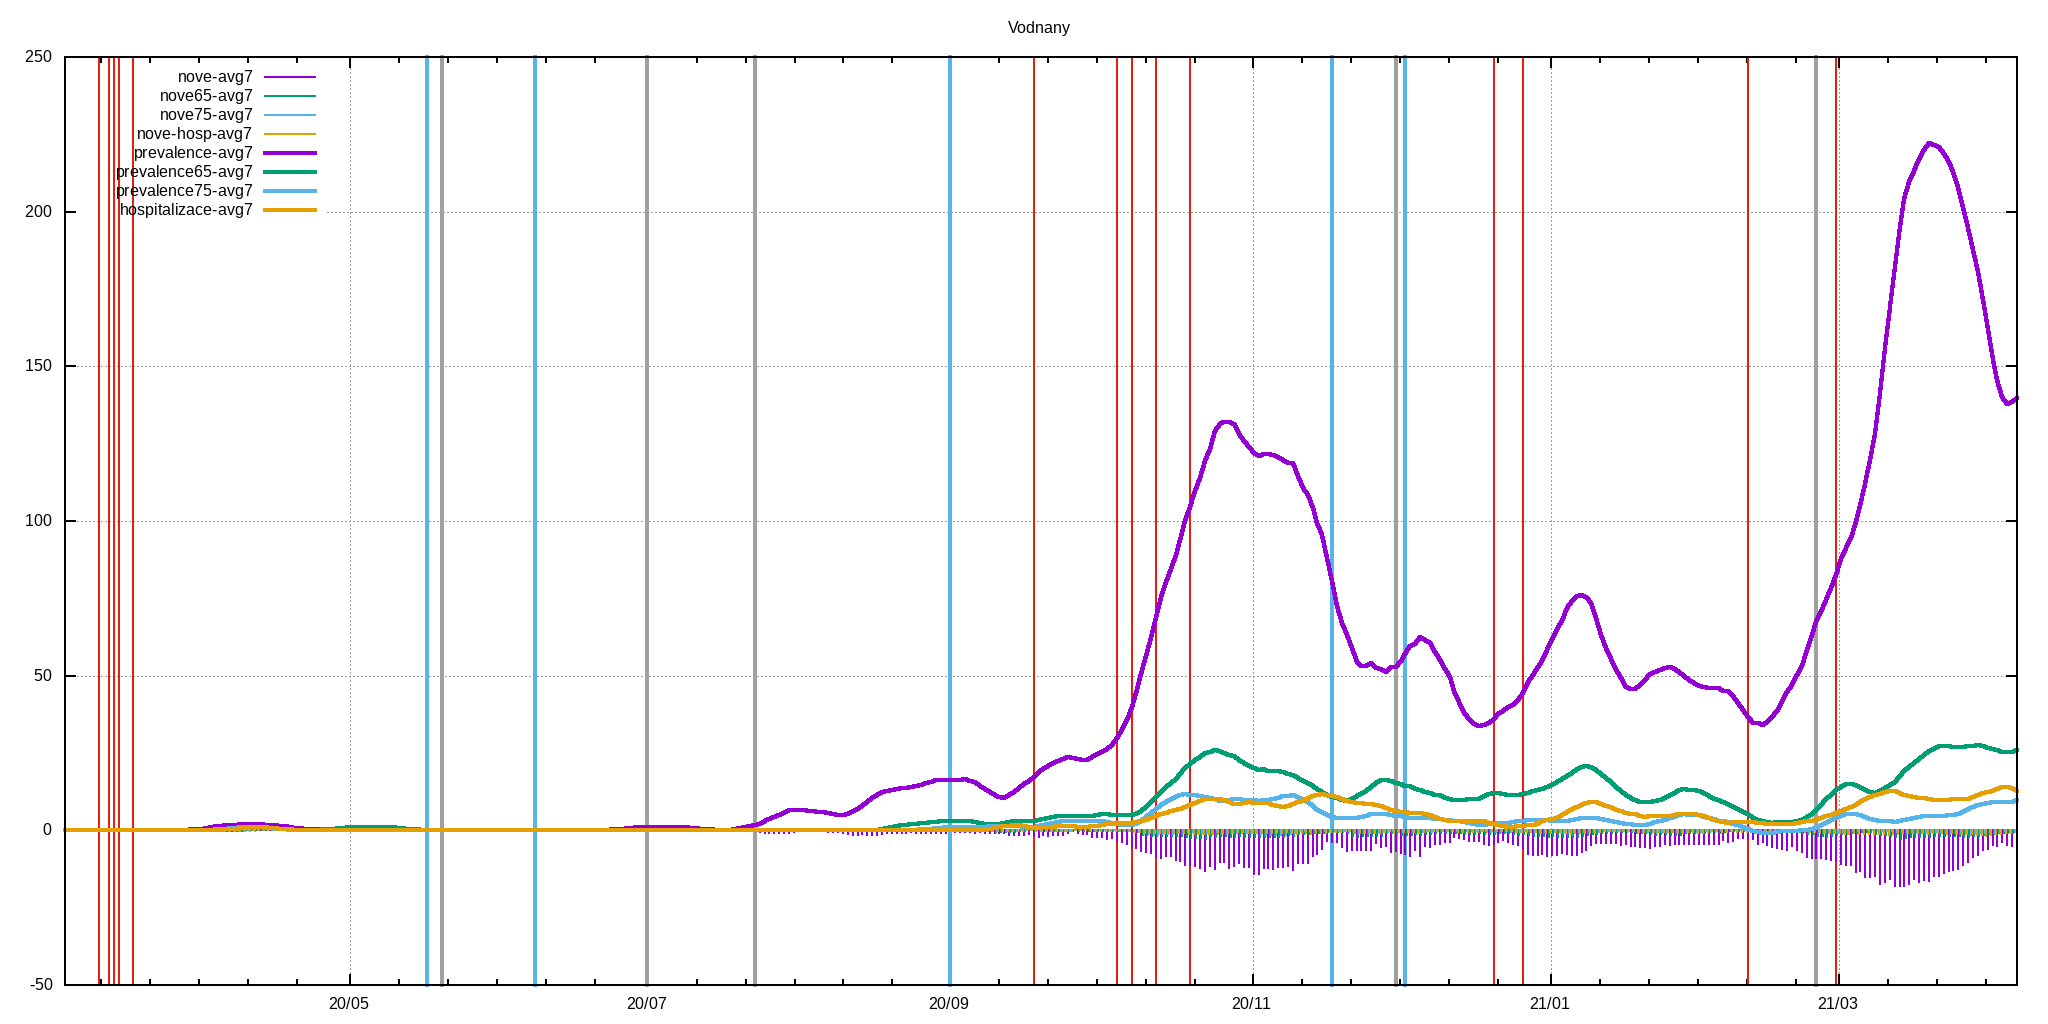 Vodnany
250
nove-avg7
nove65-avg7
nove75-avg7
nove-hosp-avg7
prevalence-avg7
prevalence65-avg7
prevalence75-avg7
hospitalizace-avg7
200
150
100
50
0
-50
20/05 20/07 20/09 20/11 21/01 21/03